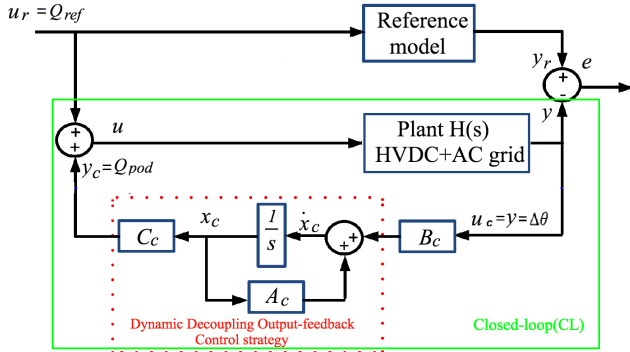 u_r = Q_ref
Reference
model
y_r
e
+
-
y
+
+
u
Plant H(s)
HVDC+AC grid
y_c=Q_pod
C_c
x_c
1
s
ẋ_c
++
B_c
u_c=y=Δθ
A_c
Dynamic Decoupling Output-feedback
Control strategy
Closed-loop(CL)